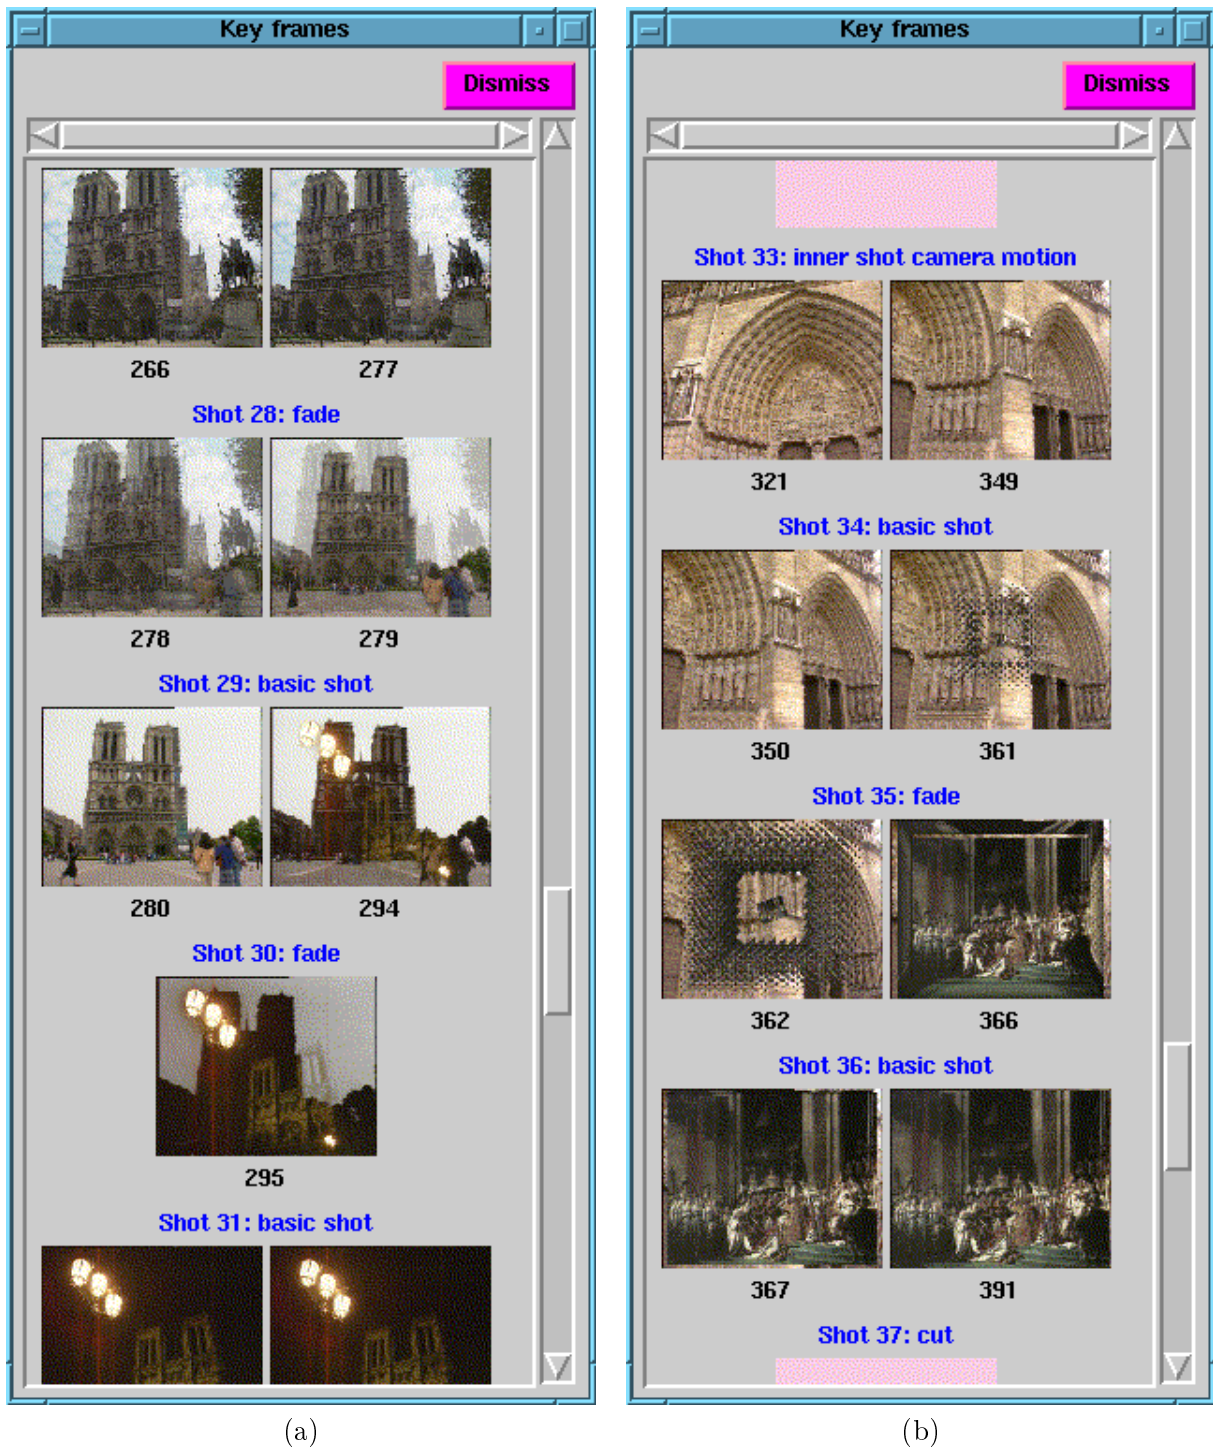 Key frames
Dismiss
266 277
Shot 28: fade
278 279
Shot 29: basic shot
280 294
Shot 30: fade
295
Shot 31: basic shot
(a)
Key frames
Dismiss
Shot 33: inner shot camera motion
321 349
Shot 34: basic shot
350 361
Shot 35: fade
362 366
Shot 36: basic shot
367 391
Shot 37: cut
(b)